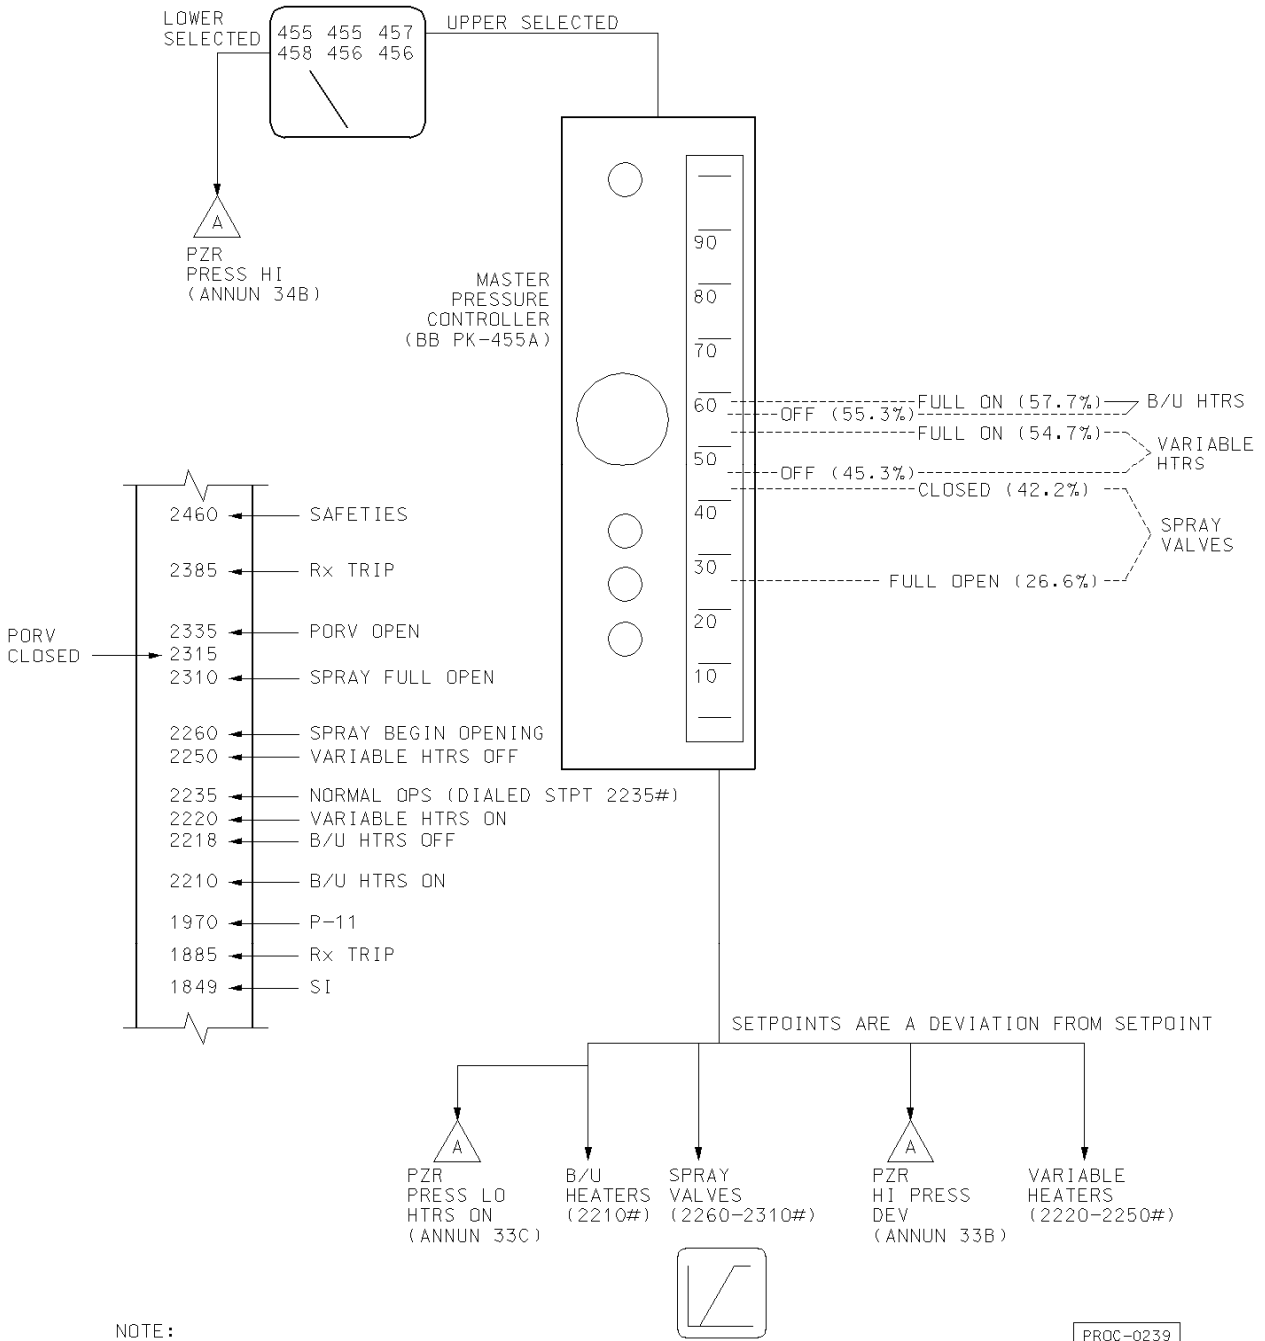 LOWER
SELECTED
455 455 457
458 456 456
UPPER SELECTED
A
PZR
PRESS HI
(ANNUN 34B)
MASTER
PRESSURE
CONTROLLER
(BB PK-455A)
90
80
70
60
50
40
30
20
10
FULL ON (57.7%)
OFF (55.3%)
B/U HTRS
FULL ON (54.7%)
OFF (45.3%)
VARIABLE
HTRS
CLOSED (42.2%)
FULL OPEN (26.6%)
SPRAY
VALVES
2460 SAFETIES
2385 Rx TRIP
2335 PORV OPEN
PORV
CLOSED
2315
2310 SPRAY FULL OPEN
2260 SPRAY BEGIN OPENING
2250 VARIABLE HTRS OFF
2235 NORMAL OPS (DIALED STPT 2235#)
2220 VARIABLE HTRS ON
2218 B/U HTRS OFF
2210 B/U HTRS ON
1970 P-11
1885 Rx TRIP
1849 SI
SETPOINTS ARE A DEVIATION FROM SETPOINT
A
PZR
PRESS LO
HTRS ON
(ANNUN 33C)
B/U
HEATERS
(2210#)
SPRAY
VALVES
(2260-2310#)
A
PZR
HI PRESS
DEV
(ANNUN 33B)
VARIABLE
HEATERS
(2220-2250#)
NOTE:
PROC-0239